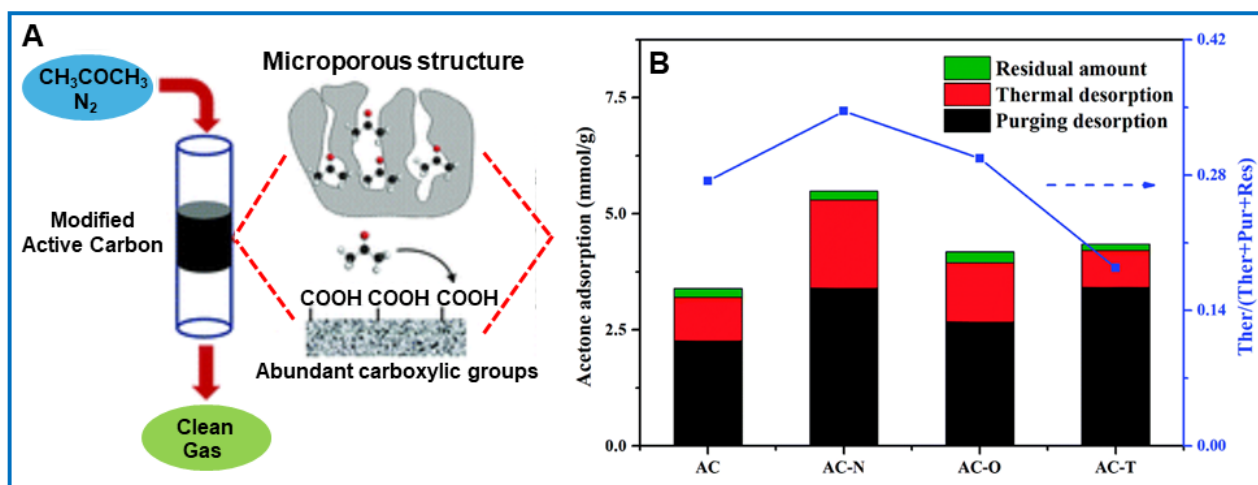 A
CH₃COCH₃
N₂
Modified
Active Carbon
Clean
Gas
Microporous structure
COOH COOH COOH
Abundant carboxylic groups
B
Residual amount
Thermal desorption
Purging desorption
Acetone adsorption (mmol/g)
7.5
5.0
2.5
0.0
AC
AC-N
AC-O
AC-T
0.42
0.28
0.14
0.00
Ther/(Ther+Pur+Res)